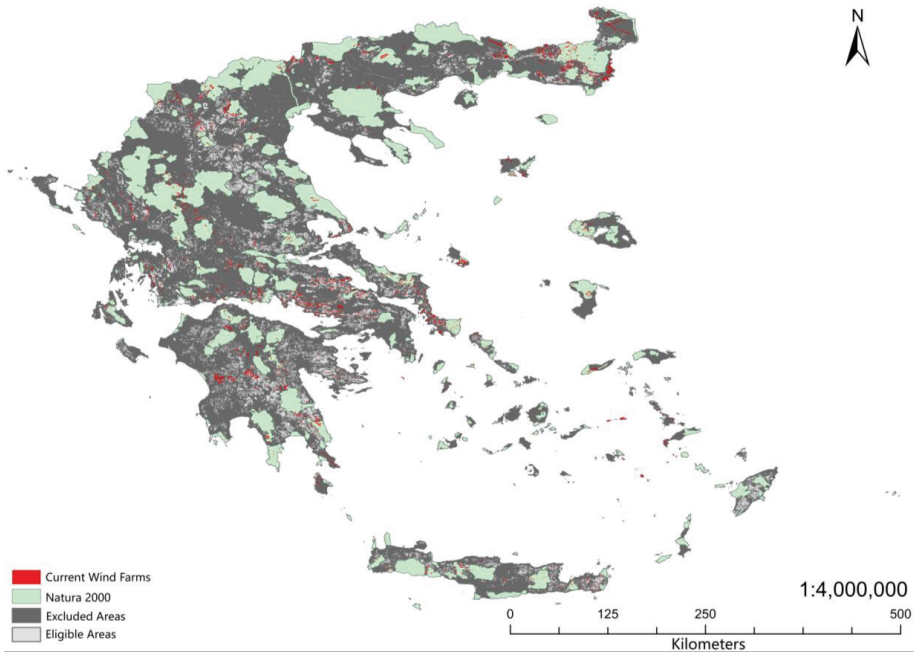 N
Current Wind Farms
Natura 2000
Excluded Areas
Eligible Areas
1:4,000,000
0 125 250 500
Kilometers